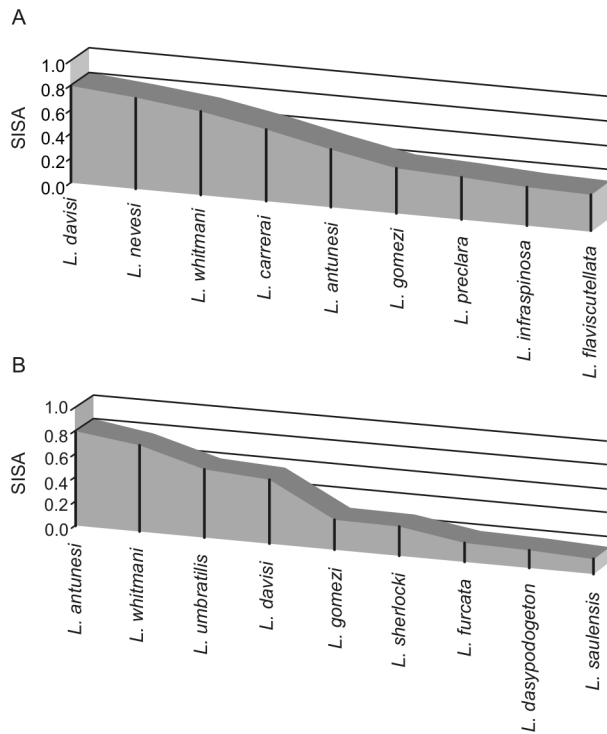 A
1.0
0.8
0.6
0.4
0.2
0.0
SISA
L. davisi
L. nevesi
L. whitmani
L. carrerai
L. antunesi
L. gomezi
L. preclara
L. infraspinosa
L. flaviscutellata
B
1.0
0.8
0.6
0.4
0.2
0.0
SISA
L. antunesi
L. whitmani
L. umbratilis
L. davisi
L. gomezi
L. sherlocki
L. furcata
L. dasypodogeton
L. saulensis